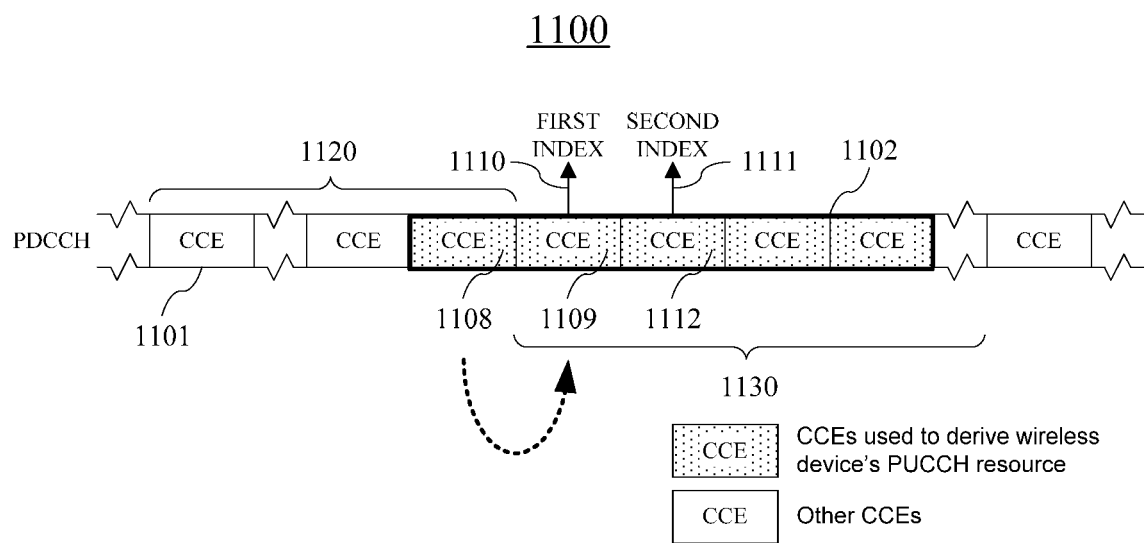 1100
FIRST INDEX
SECOND INDEX
1110
1111
1102
1120
PDCCH
CCE
CCE
CCE
CCE
CCE
CCE
CCE
CCE
1101
1108
1109
1112
1130
CCE
CCEs used to derive wireless
device's PUCCH resource
CCE
Other CCEs